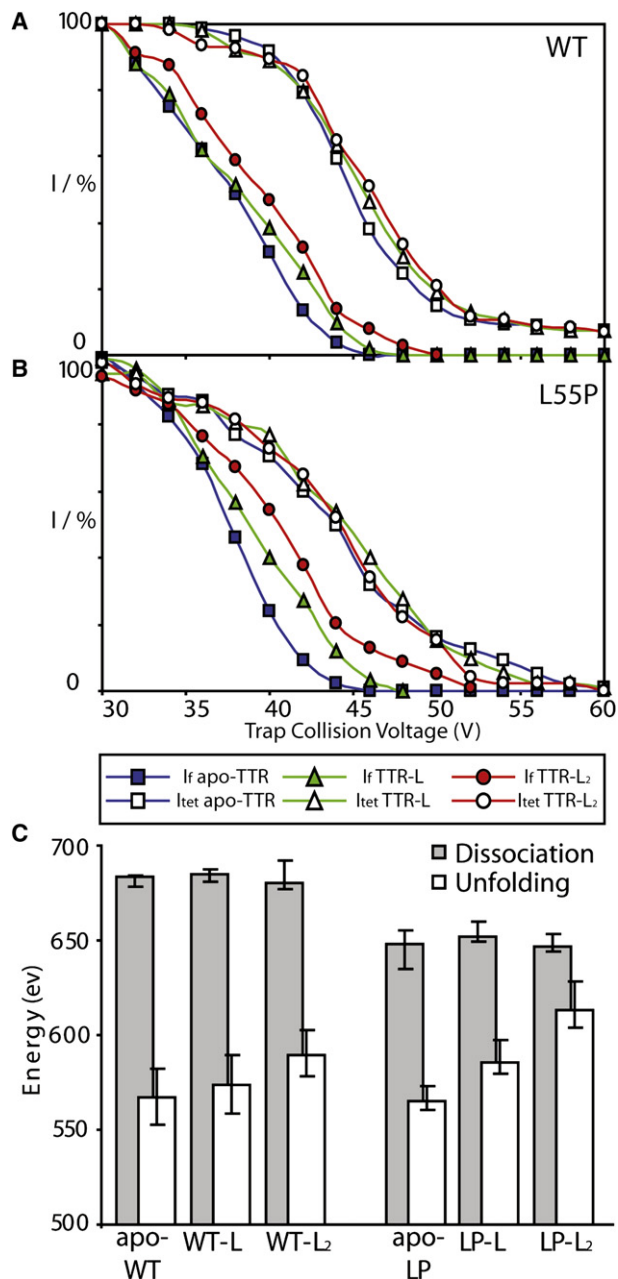 A
100
WT
I / %
0
B
100
L55P
I / %
0
30 35 40 45 50 55 60
Trap Collision Voltage (V)
If apo-TTR If TTR-L If TTR-L2
Itet apo-TTR Itet TTR-L Itet TTR-L2
C
700
Dissociation
Unfolding
650
600
Energy (ev)
550
500
apo-WT WT-L WT-L2 apo-LP LP-L LP-L2